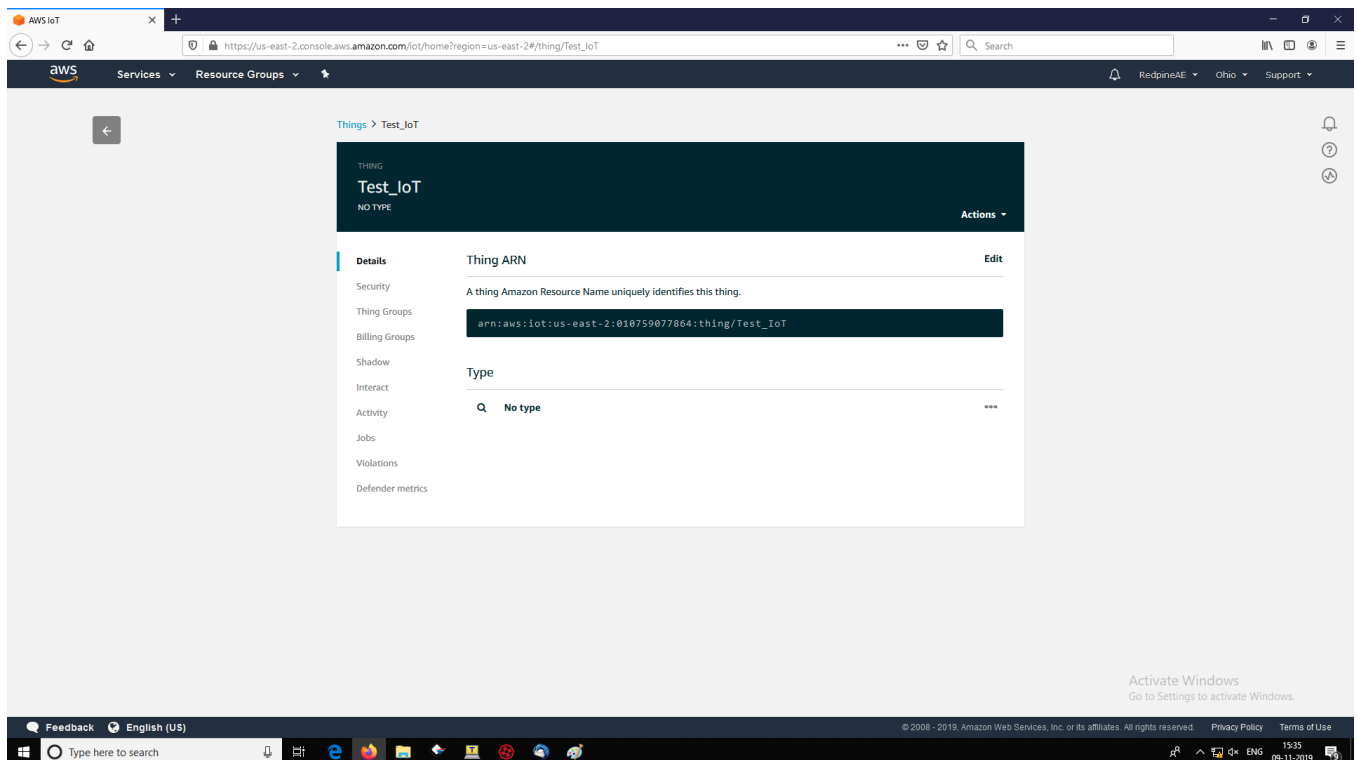 AWS IoT
https://us-east-2.console.aws.amazon.com/iot/home?region=us-east-2#/thing/Test_IoT
Search
aws Services Resource Groups RedpineAE Ohio Support
Things > Test_IoT
THING
Test_IoT
NO TYPE
Actions
Details
Security
Thing Groups
Billing Groups
Shadow
Interact
Activity
Jobs
Violations
Defender metrics
Thing ARN Edit
A thing Amazon Resource Name uniquely identifies this thing.
arn:aws:iot:us-east-2:010759077864:thing/Test_IoT
Type
No type
Activate Windows
Go to Settings to activate Windows.
Feedback English (US) © 2008 - 2019, Amazon Web Services, Inc. or its affiliates. All rights reserved. Privacy Policy Terms of Use
Type here to search ENG 15:35
09-11-2019